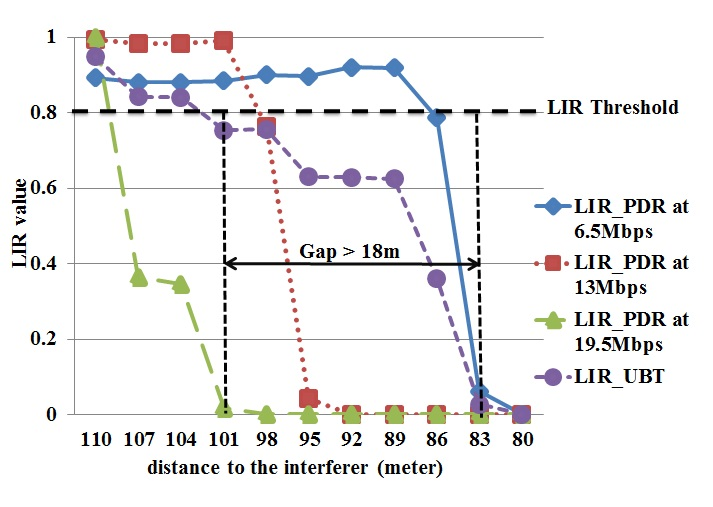 1
0.8
0.6
0.4
0.2
0
LIR value
LIR Threshold
Gap > 18m
110 107 104 101 98 95 92 89 86 83 80
distance to the interferer (meter)
LIR_PDR at
6.5Mbps
LIR_PDR at
13Mbps
LIR_PDR at
19.5Mbps
LIR_UBT